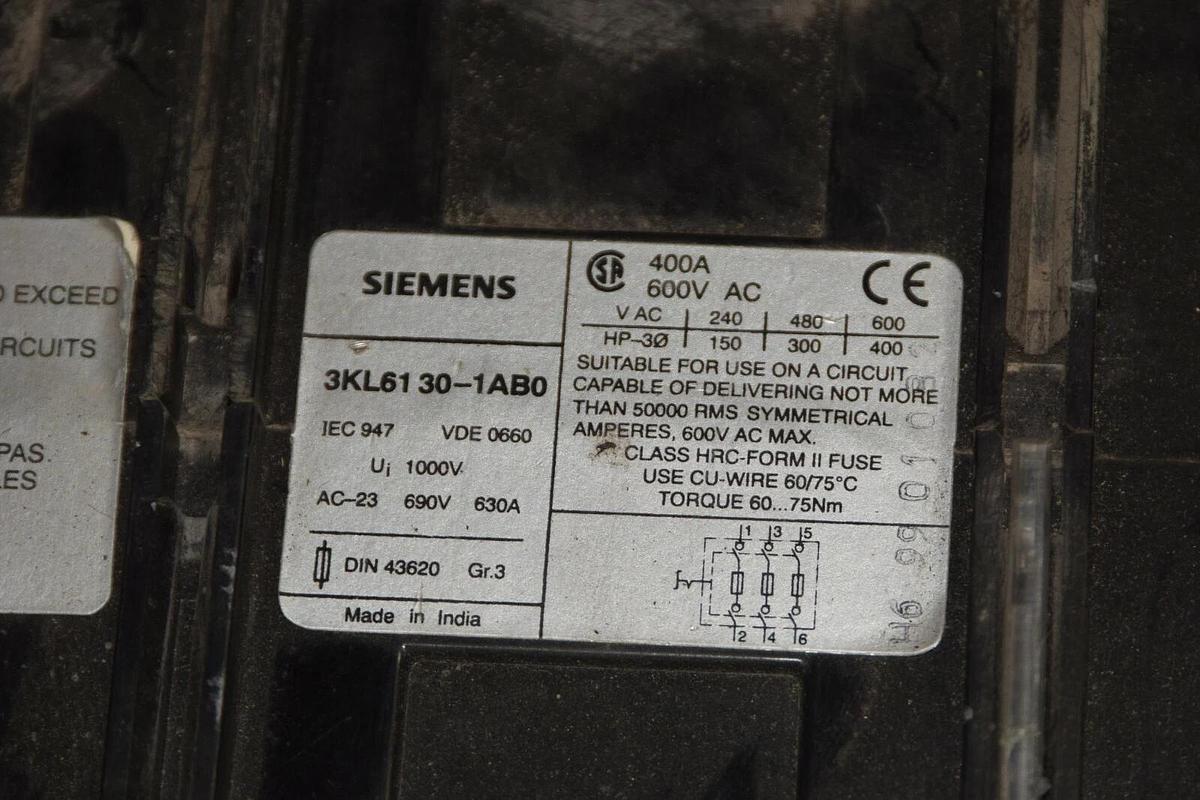 D EXCEED
RCUITS
PAS.
LES
SIEMENS
3KL61 30-1AB0
IEC 947 VDE 0660
Ui 1000V
AC-23 690V 630A
DIN 43620 Gr.3
Made in India
SA 400A
600V AC
CE
V AC 240 480 600
HP-3Ø 150 300 400
SUITABLE FOR USE ON A CIRCUIT
CAPABLE OF DELIVERING NOT MORE
THAN 50000 RMS SYMMETRICAL
AMPERES, 600V AC MAX.
CLASS HRC-FORM II FUSE
USE CU-WIRE 60/75°C
TORQUE 60...75Nm
1 3 5
2 4 6